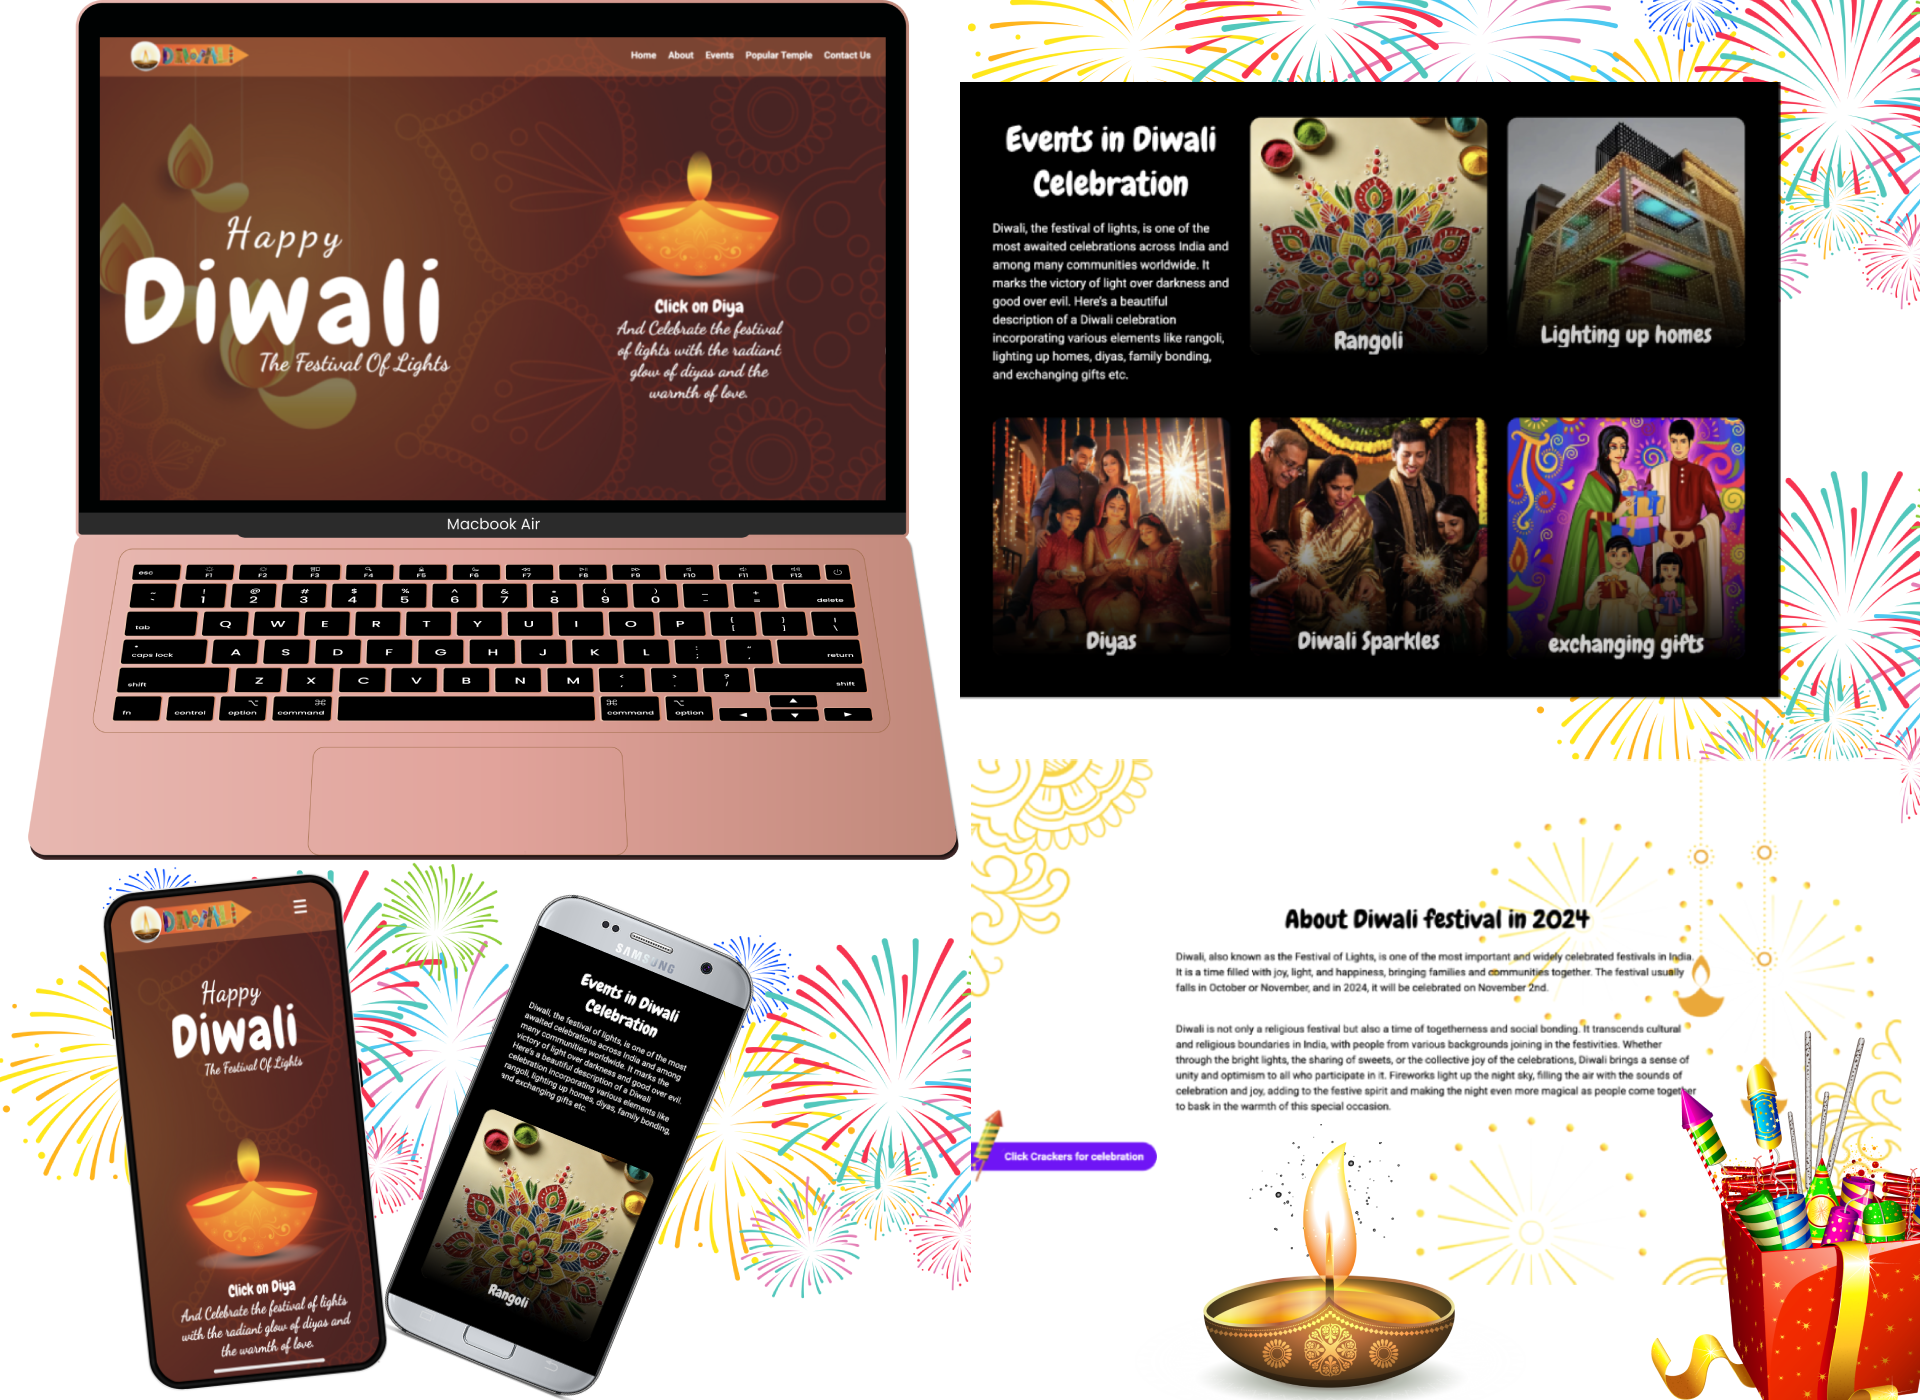 DIWALI
Home About Events Popular Temple Contact Us
Happy
Diwali
The Festival Of Lights
Click on Diya
And Celebrate the festival
of lights with the radiant
glow of diyas and the
warmth of love.
Macbook Air
esc F1 F2 F3 F4 F5 F6 F7 F8 F9 F10 F11 F12
~ ` ! 1 @ 2 # 3 $ 4 % 5 ^ 6 & 7 * 8 ( 9 ) 0 _ - + = delete
tab Q W E R T Y U I O P { [ } ] | \
caps lock A S D F G H J K L : ; " ' return
shift Z X C V B N M < , > . ? / shift
fn control option command command option
Events in Diwali
Celebration
Diwali, the festival of lights, is one of the
most awaited celebrations across India and
among many communities worldwide. It
marks the victory of light over darkness and
good over evil. Here's a beautiful
description of a Diwali celebration
incorporating various elements like rangoli,
lighting up homes, diyas, family bonding,
and exchanging gifts etc.
Rangoli
Lighting up homes
Diyas
Diwali Sparkles
exchanging gifts
DIWALI
Happy
Diwali
The Festival Of Lights
Click on Diya
And Celebrate the festival of lights
with the radiant glow of diyas and
the warmth of love.
SAMSUNG
Events in Diwali
Celebration
Diwali, the festival of lights, is one of the most
awaited celebrations across India and among
many communities worldwide. It marks the
victory of light over darkness and good over evil.
Here's a beautiful description of a Diwali
celebration incorporating various elements like
rangoli, lighting up homes, diyas, family bonding,
and exchanging gifts etc.
Rangoli
About Diwali festival in 2024
Diwali, also known as the Festival of Lights, is one of the most important and widely celebrated festivals in India.
It is a time filled with joy, light, and happiness, bringing families and communities together. The festival usually
falls in October or November, and in 2024, it will be celebrated on November 2nd.
Diwali is not only a religious festival but also a time of togetherness and social bonding. It transcends cultural
and religious boundaries in India, with people from various backgrounds joining in the festivities. Whether
through the bright lights, the sharing of sweets, or the collective joy of the celebrations, Diwali brings a sense of
unity and optimism to all who participate in it. Fireworks light up the night sky, filling the air with the sounds of
celebration and joy, adding to the festive spirit and making the night even more magical as people come together
to bask in the warmth of this special occasion.
Click Crackers for celebration